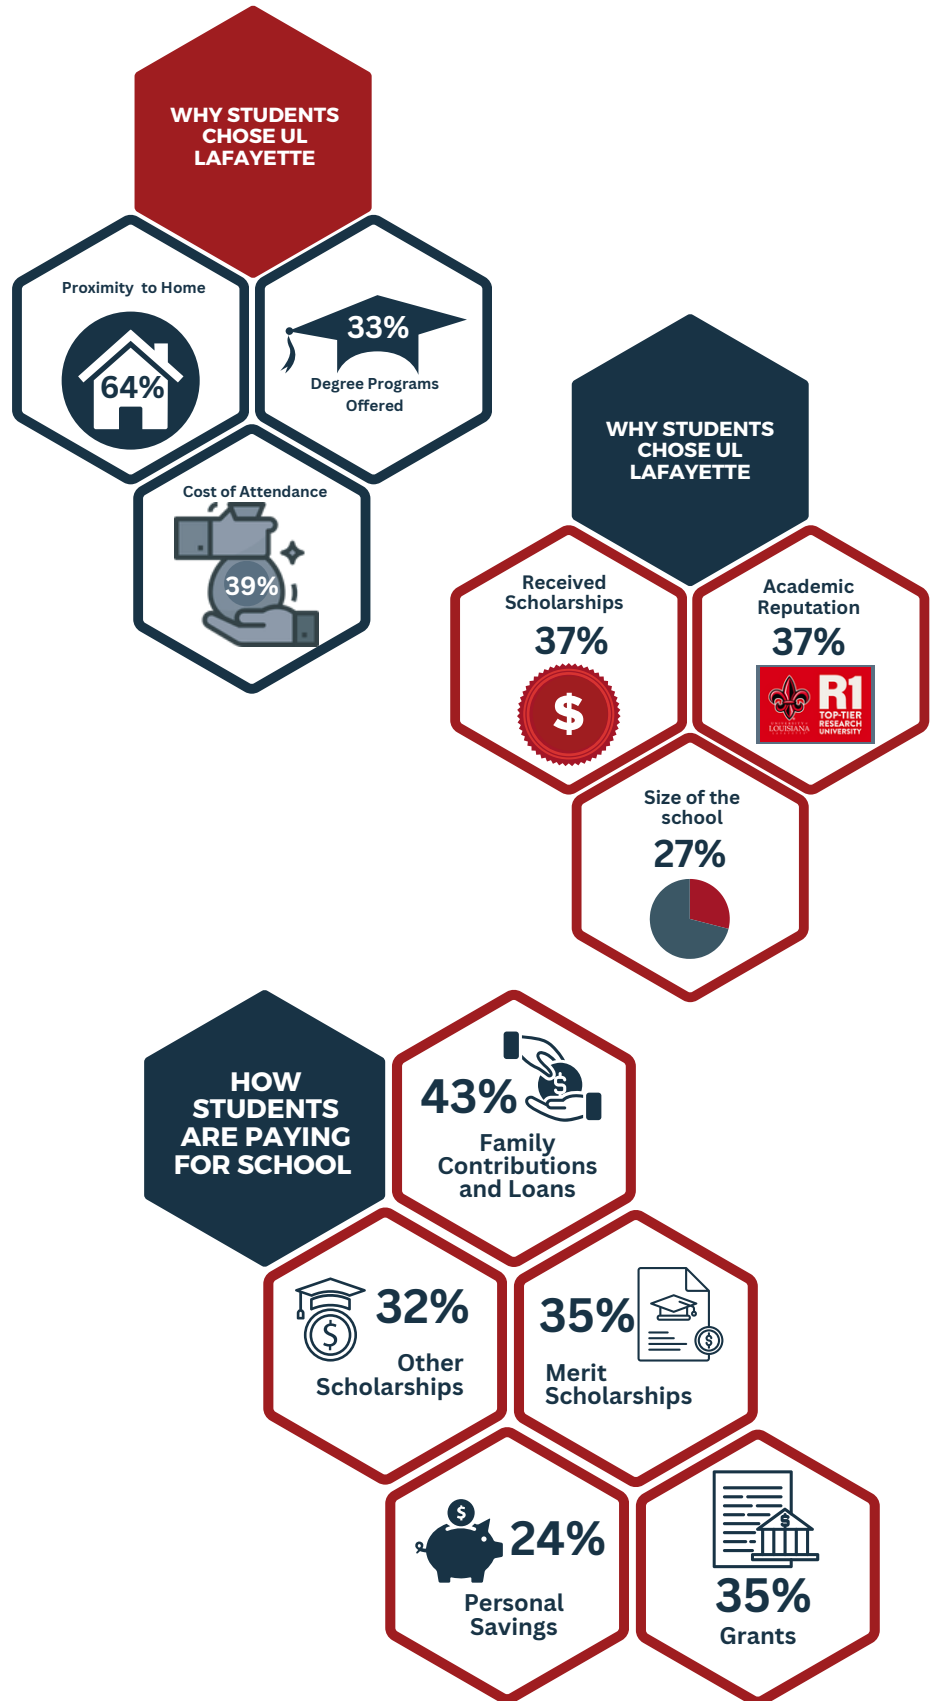 WHY STUDENTS
CHOSE UL
LAFAYETTE
Proximity to Home
64%
33%
Degree Programs
Offered
Cost of Attendance
39%
WHY STUDENTS
CHOSE UL
LAFAYETTE
Received
Scholarships
37%
$
Academic
Reputation
37%
R1
TOP-TIER
RESEARCH
UNIVERSITY
UNIVERSITY
LOUISIANA
Size of the
school
27%
HOW
STUDENTS
ARE PAYING
FOR SCHOOL
43%
$
Family
Contributions
and Loans
32%
$
Other
Scholarships
35%
$
Merit
Scholarships
$
24%
Personal
Savings
$
35%
Grants